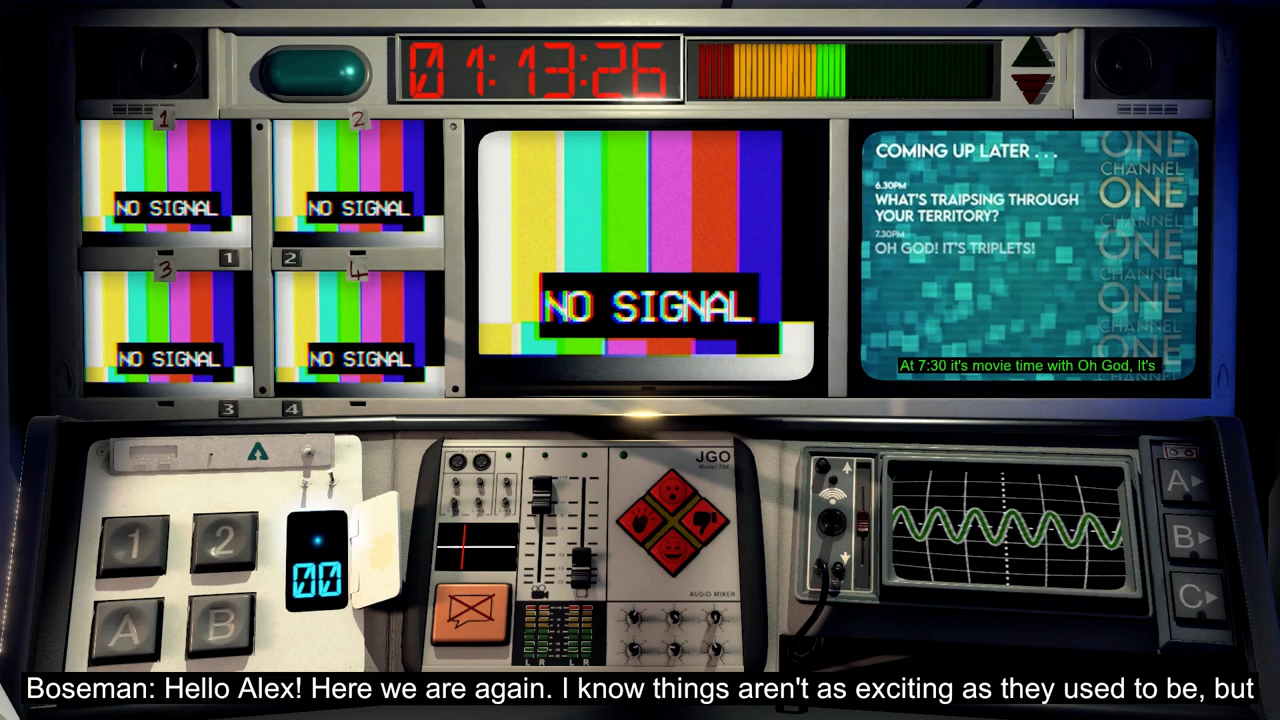 01:13:26
1
2
NO SIGNAL
NO SIGNAL
1
2
3
4
NO SIGNAL
NO SIGNAL
3
4
NO SIGNAL
COMING UP LATER . . .
6.30PM
WHAT'S TRAIPSING THROUGH
YOUR TERRITORY?
7.30PM
OH GOD! IT'S TRIPLETS!
ONE
CHANNEL
ONE
CHANNEL
ONE
CHANNEL
ONE
CHANNEL
ONE
CHANNEL
At 7:30 it's movie time with Oh God, It's
1
2
A
B
00
JGO
AUDIO MIXER
L R
L R
A
B
C
Boseman: Hello Alex! Here we are again. I know things aren't as exciting as they used to be, but